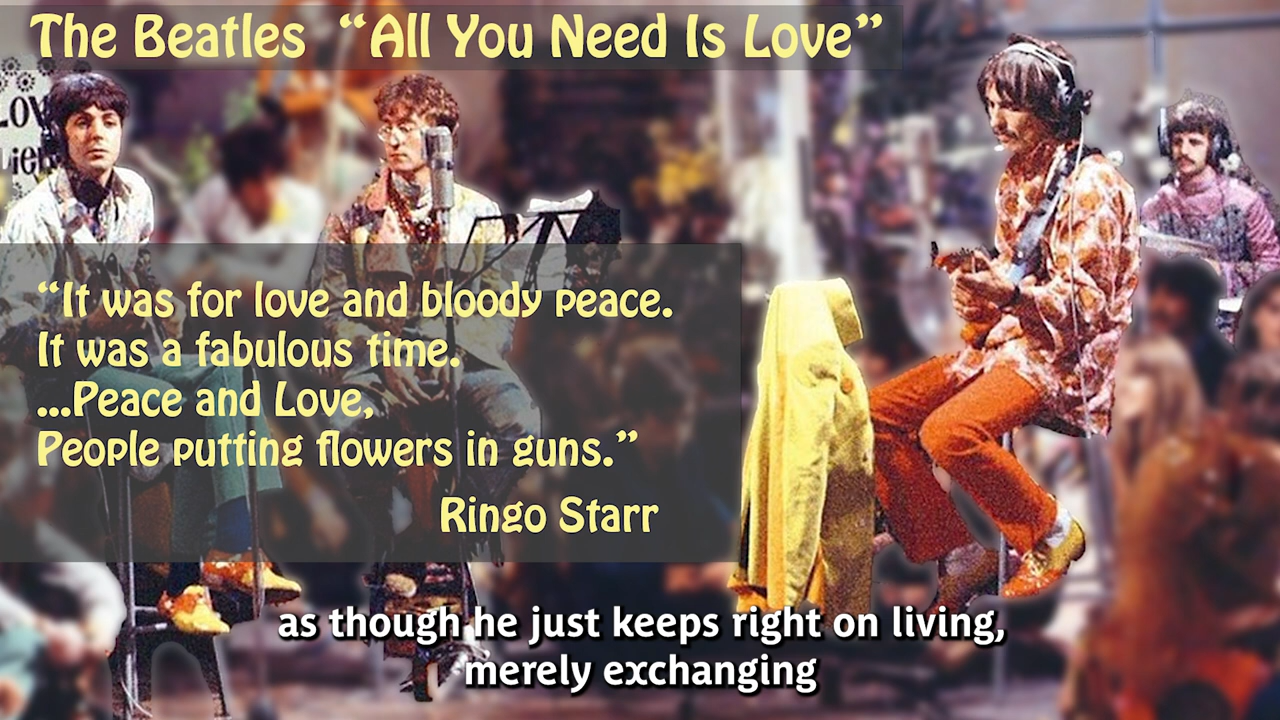 The Beatles “All You Need Is Love”
“It was for love and bloody peace.
It was a fabulous time.
...Peace and Love,
People putting flowers in guns.”
Ringo Starr
as though he just keeps right on living,
merely exchanging